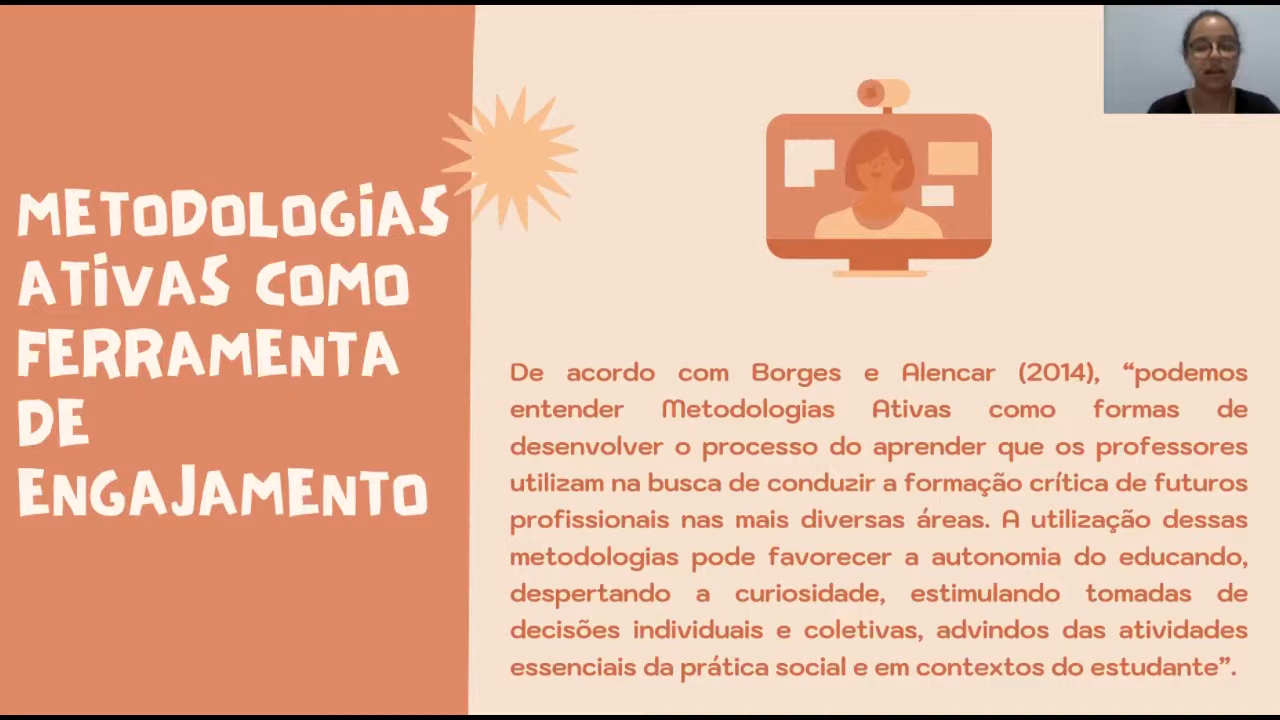 METODOLOGIAS
ATIVAS COMO
FERRAMENTA
DE
ENGAJAMENTO
De acordo com Borges e Alencar (2014), “podemos
entender Metodologias Ativas como formas de
desenvolver o processo do aprender que os professores
utilizam na busca de conduzir a formação crítica de futuros
profissionais nas mais diversas áreas. A utilização dessas
metodologias pode favorecer a autonomia do educando,
despertando a curiosidade, estimulando tomadas de
decisões individuais e coletivas, advindos das atividades
essenciais da prática social e em contextos do estudante”.